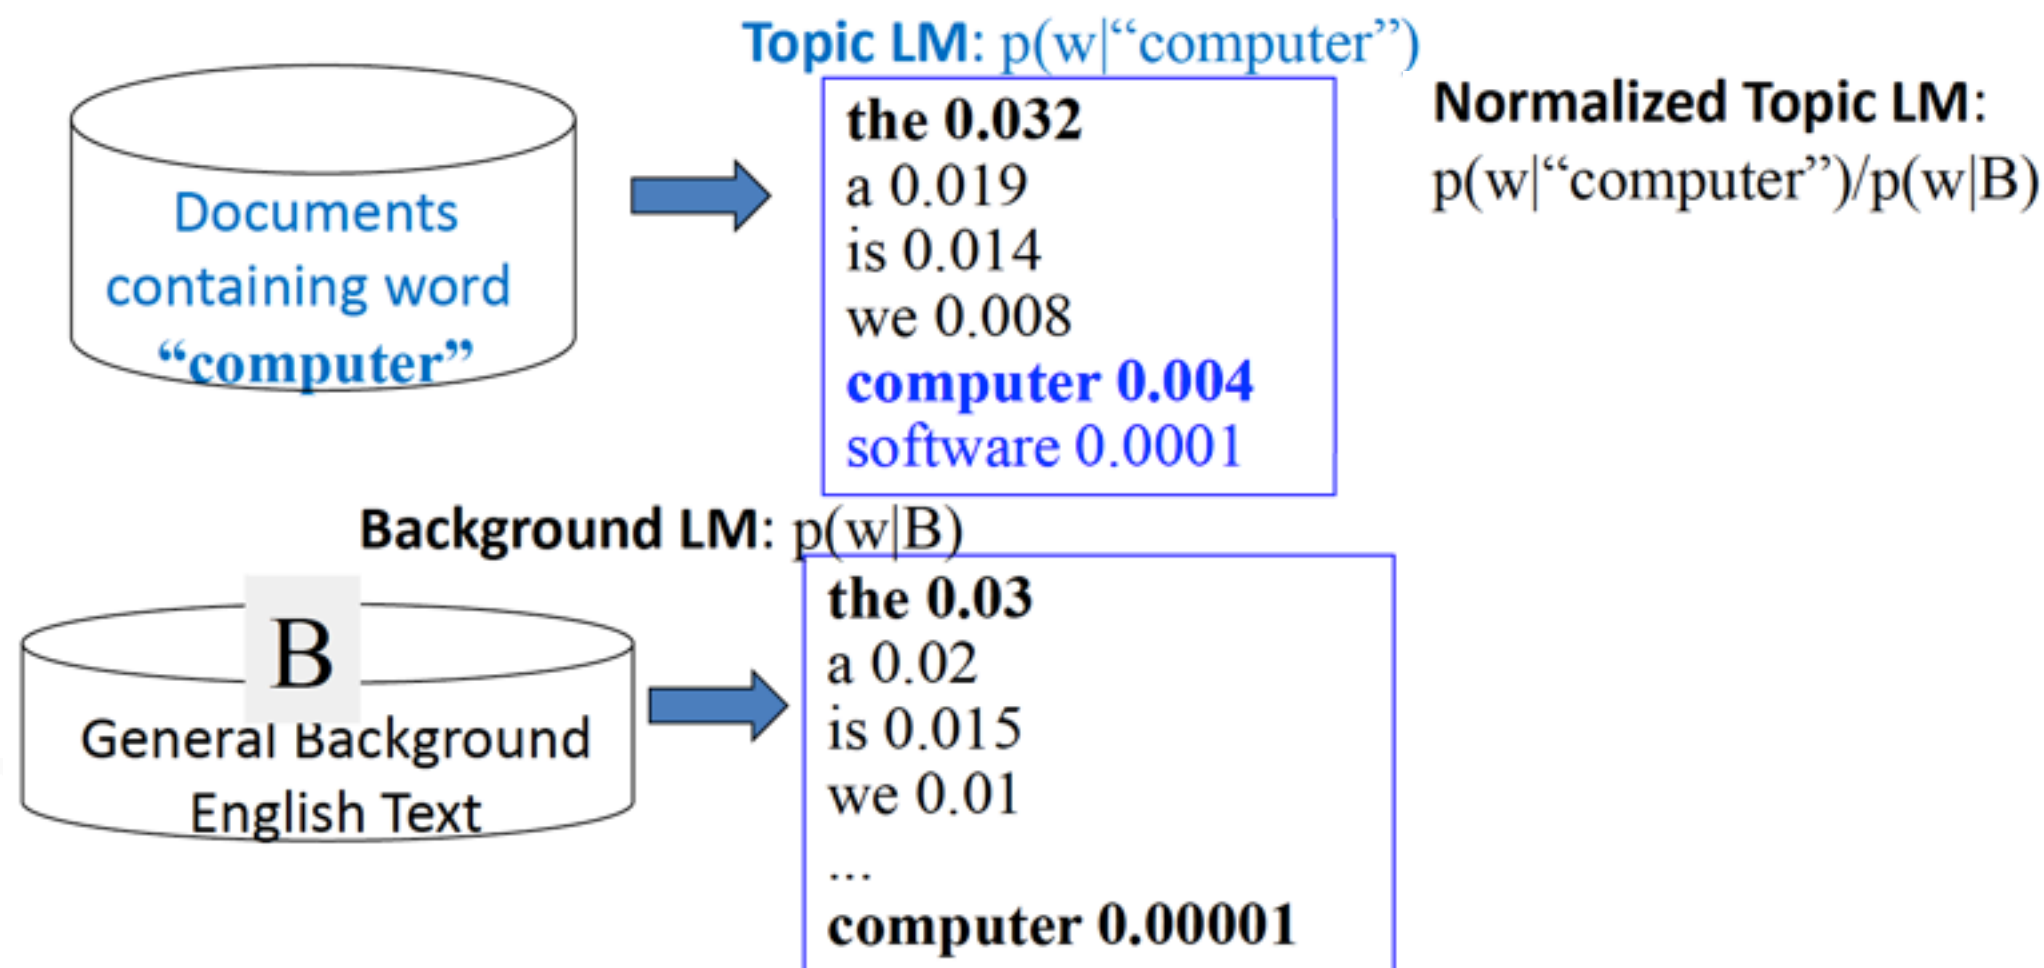 Topic LM: p(w|“computer”)
Documents
containing word
“computer”
the 0.032
a 0.019
is 0.014
we 0.008
computer 0.004
software 0.0001
Normalized Topic LM:
p(w|“computer”)/p(w|B)
Background LM: p(w|B)
B
General Background
English Text
the 0.03
a 0.02
is 0.015
we 0.01
...
computer 0.00001